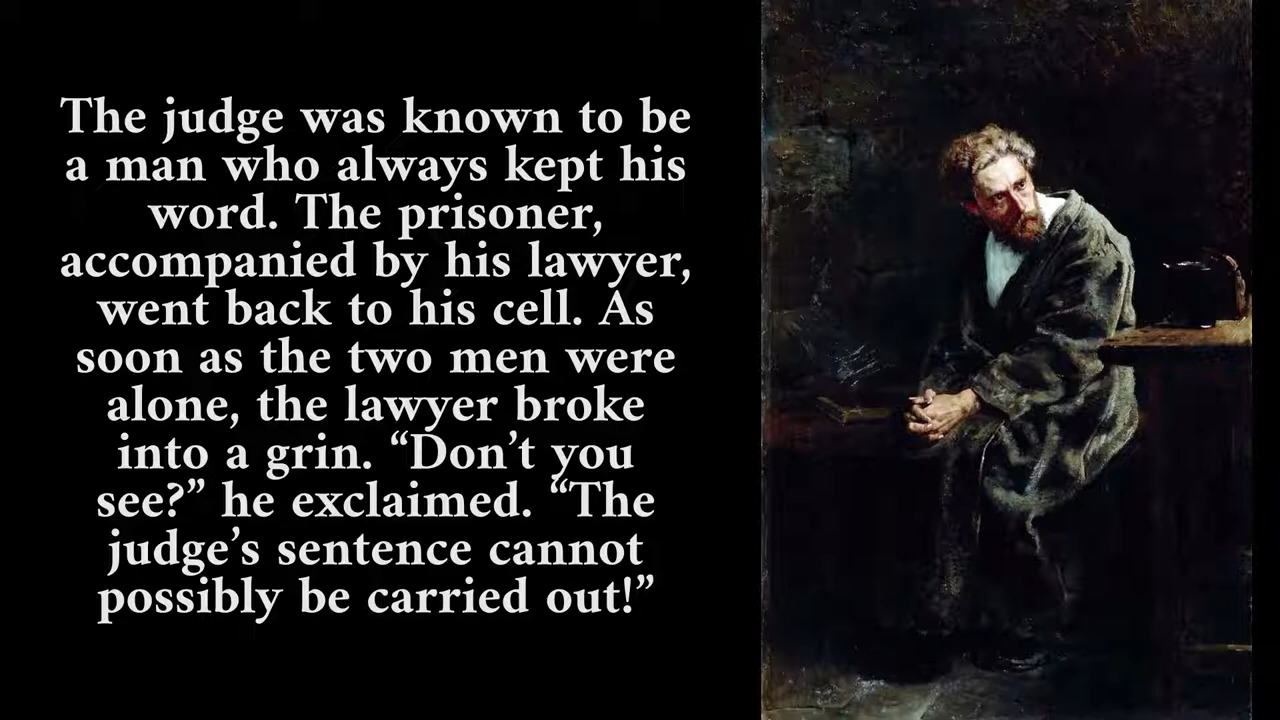 The judge was known to be
a man who always kept his
word. The prisoner,
accompanied by his lawyer,
went back to his cell. As
soon as the two men were
alone, the lawyer broke
into a grin. “Don’t you
see?” he exclaimed. “The
judge’s sentence cannot
possibly be carried out!”